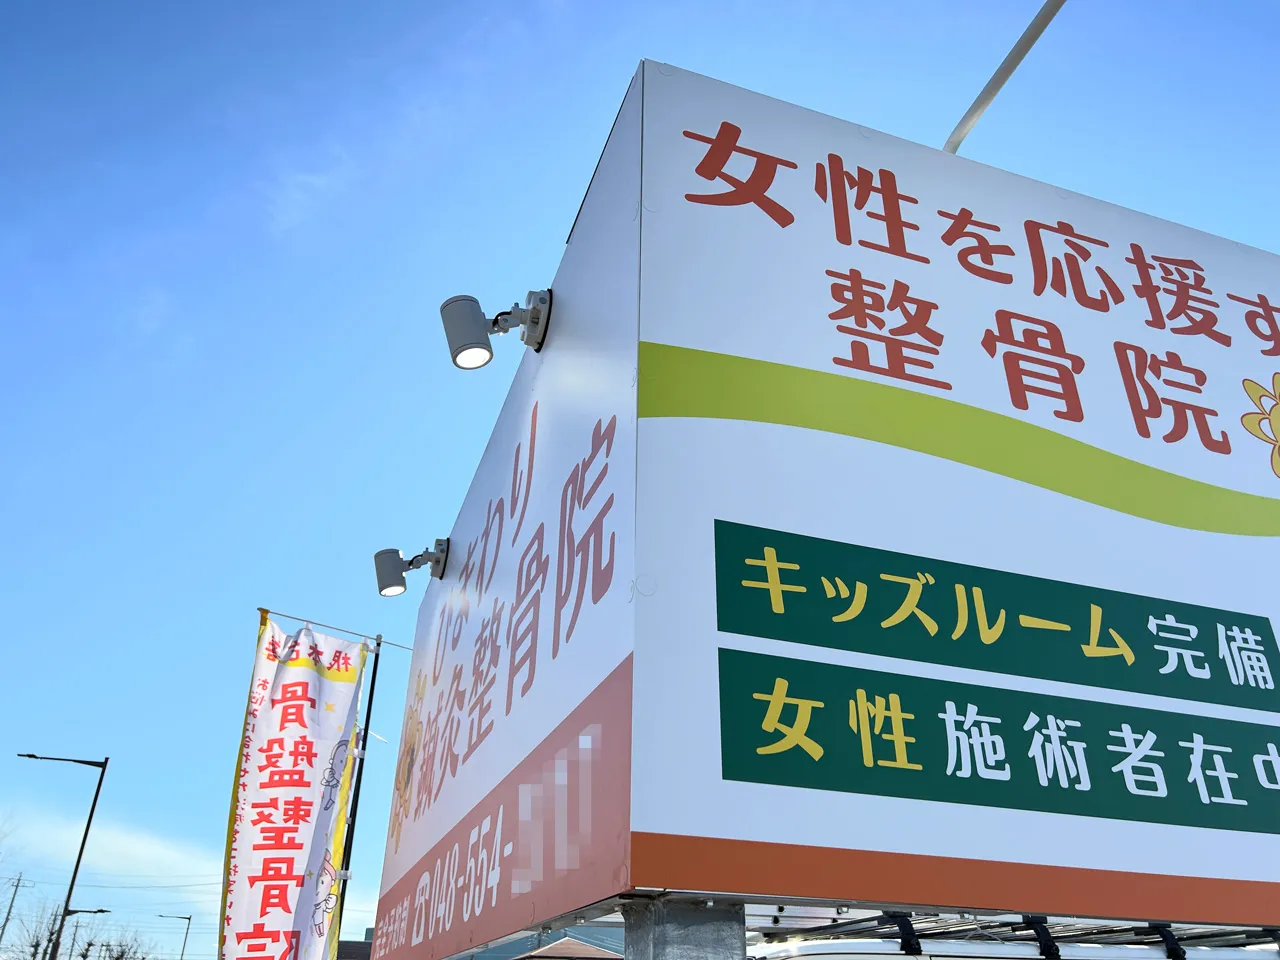 女性を応援す
整骨院
キッズルーム完備
女性施術者在中
ひまわり
鍼灸整骨院
☎048-554-
骨盤整骨院